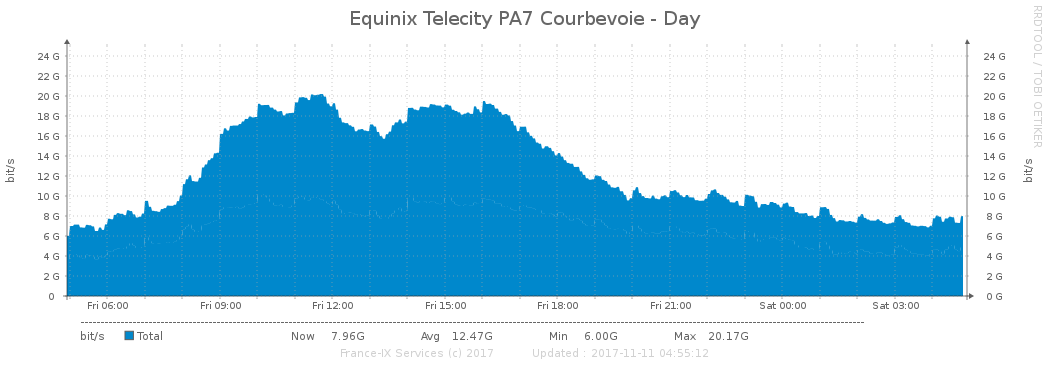 Equinix Telecity PA7 Courbevoie - Day
RRDTOOL / TOBI OETIKER
bit/s
24 G 24 G
22 G 22 G
20 G 20 G
18 G 18 G
16 G 16 G
14 G 14 G
12 G 12 G
10 G 10 G
8 G 8 G
6 G 6 G
4 G 4 G
2 G 2 G
0 0 G
bit/s
Fri 06:00 Fri 09:00 Fri 12:00 Fri 15:00 Fri 18:00 Fri 21:00 Sat 00:00 Sat 03:00
bit/s Total Now 7.96G Avg 12.47G Min 6.00G Max 20.17G
France-IX Services (c) 2017 Updated : 2017-11-11 04:55:12